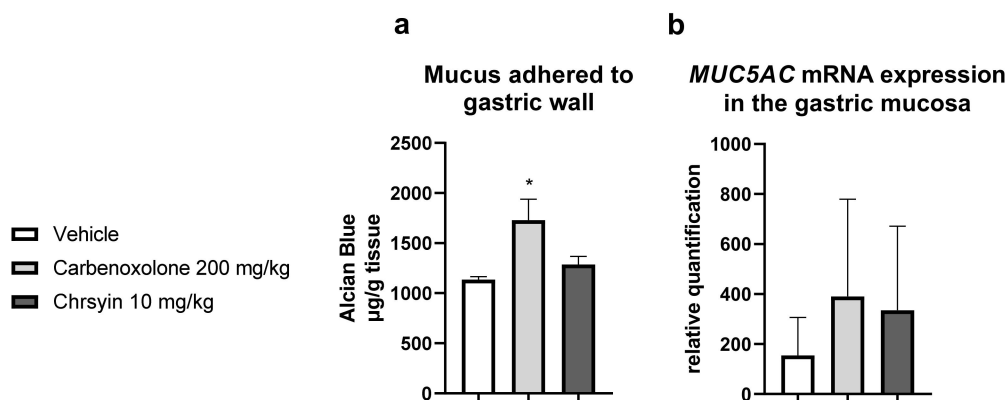 a
Mucus adhered to
gastric wall
2500
2000
1500
1000
500
0
Alcian Blue
µg/g tissue
*
b
MUC5AC mRNA expression
in the gastric mucosa
1000
800
600
400
200
0
relative quantification
Vehicle
Carbenoxolone 200 mg/kg
Chrsyin 10 mg/kg